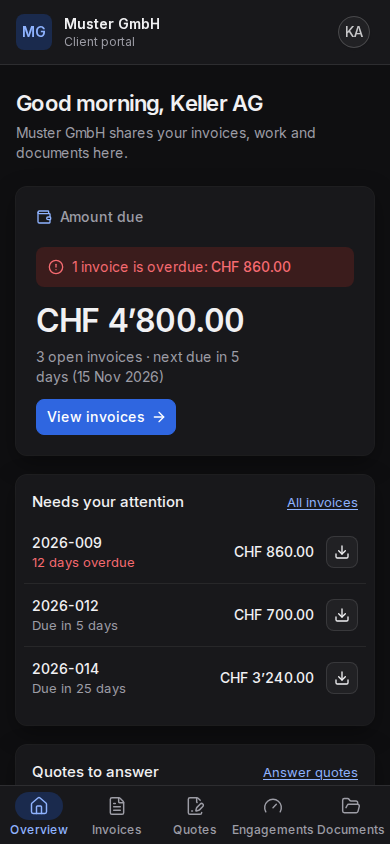 MG
Muster GmbH
Client portal
KA
Good morning, Keller AG
Muster GmbH shares your invoices, work and
documents here.
Amount due
1 invoice is overdue: CHF 860.00
CHF 4’800.00
3 open invoices · next due in 5
days (15 Nov 2026)
View invoices
Needs your attention
All invoices
2026-009
12 days overdue
CHF 860.00
2026-012
Due in 5 days
CHF 700.00
2026-014
Due in 25 days
CHF 3’240.00
Quotes to answer
Answer quotes
Overview
Invoices
Quotes
Engagements
Documents